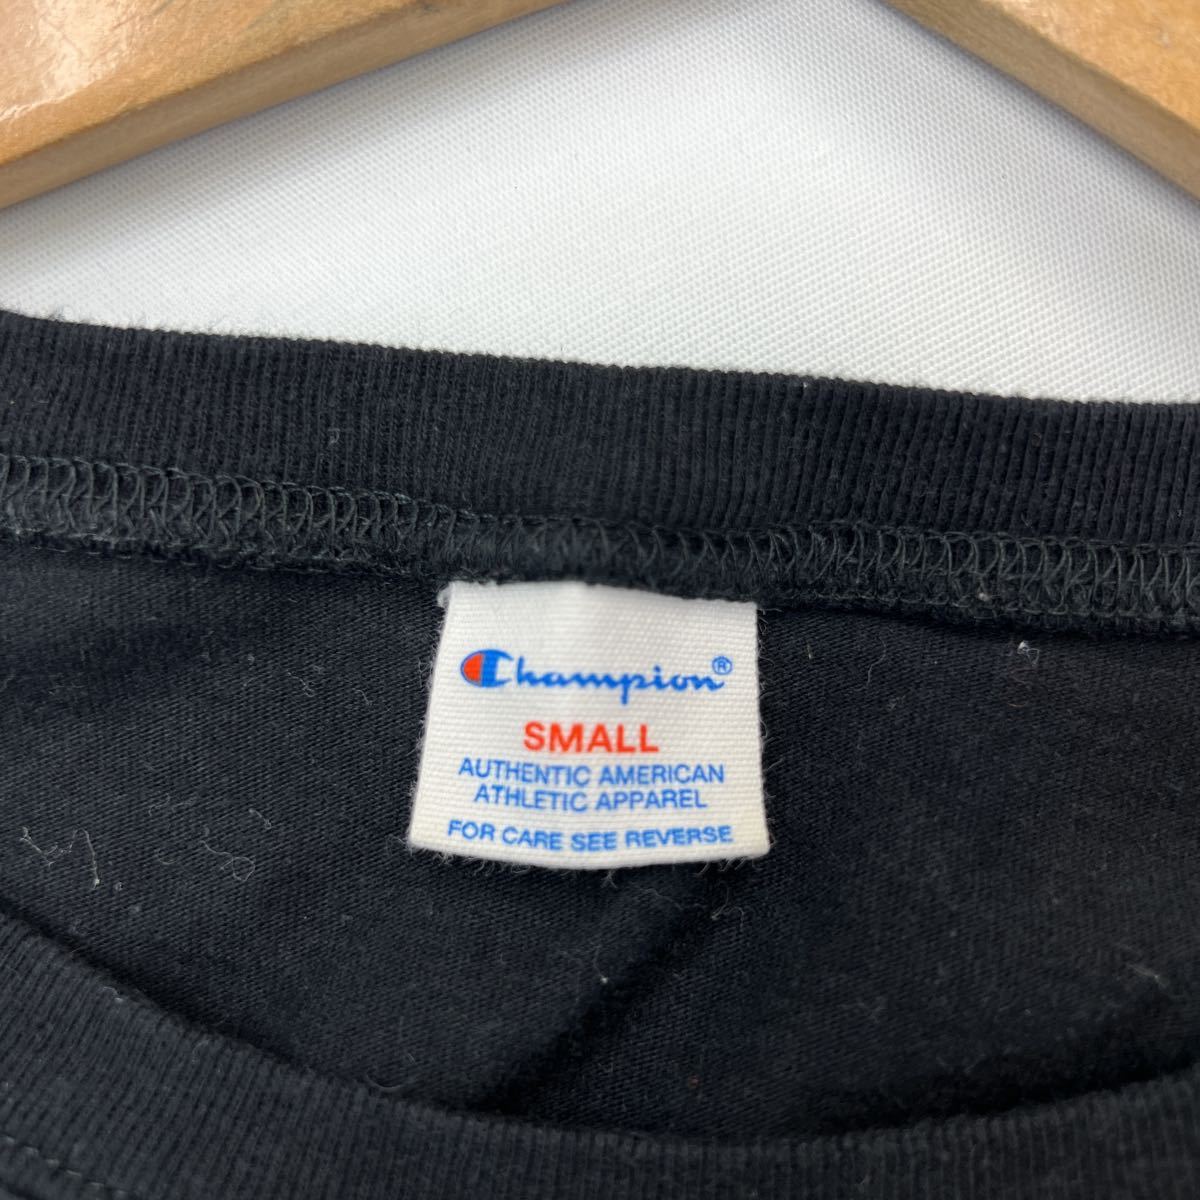 Champion®
SMALL
AUTHENTIC AMERICAN
ATHLETIC APPAREL
FOR CARE SEE REVERSE